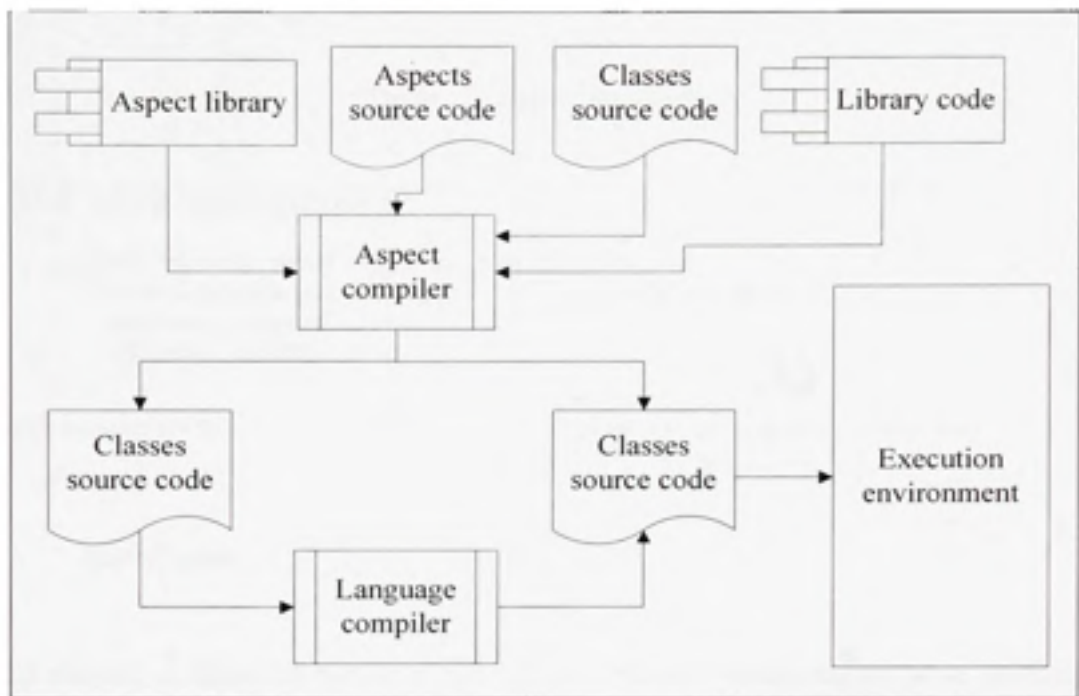 Aspect library
Aspects
source code
Classes
source code
Library code
Aspect
compiler
Classes
source code
Classes
source code
Execution
environment
Language
compiler